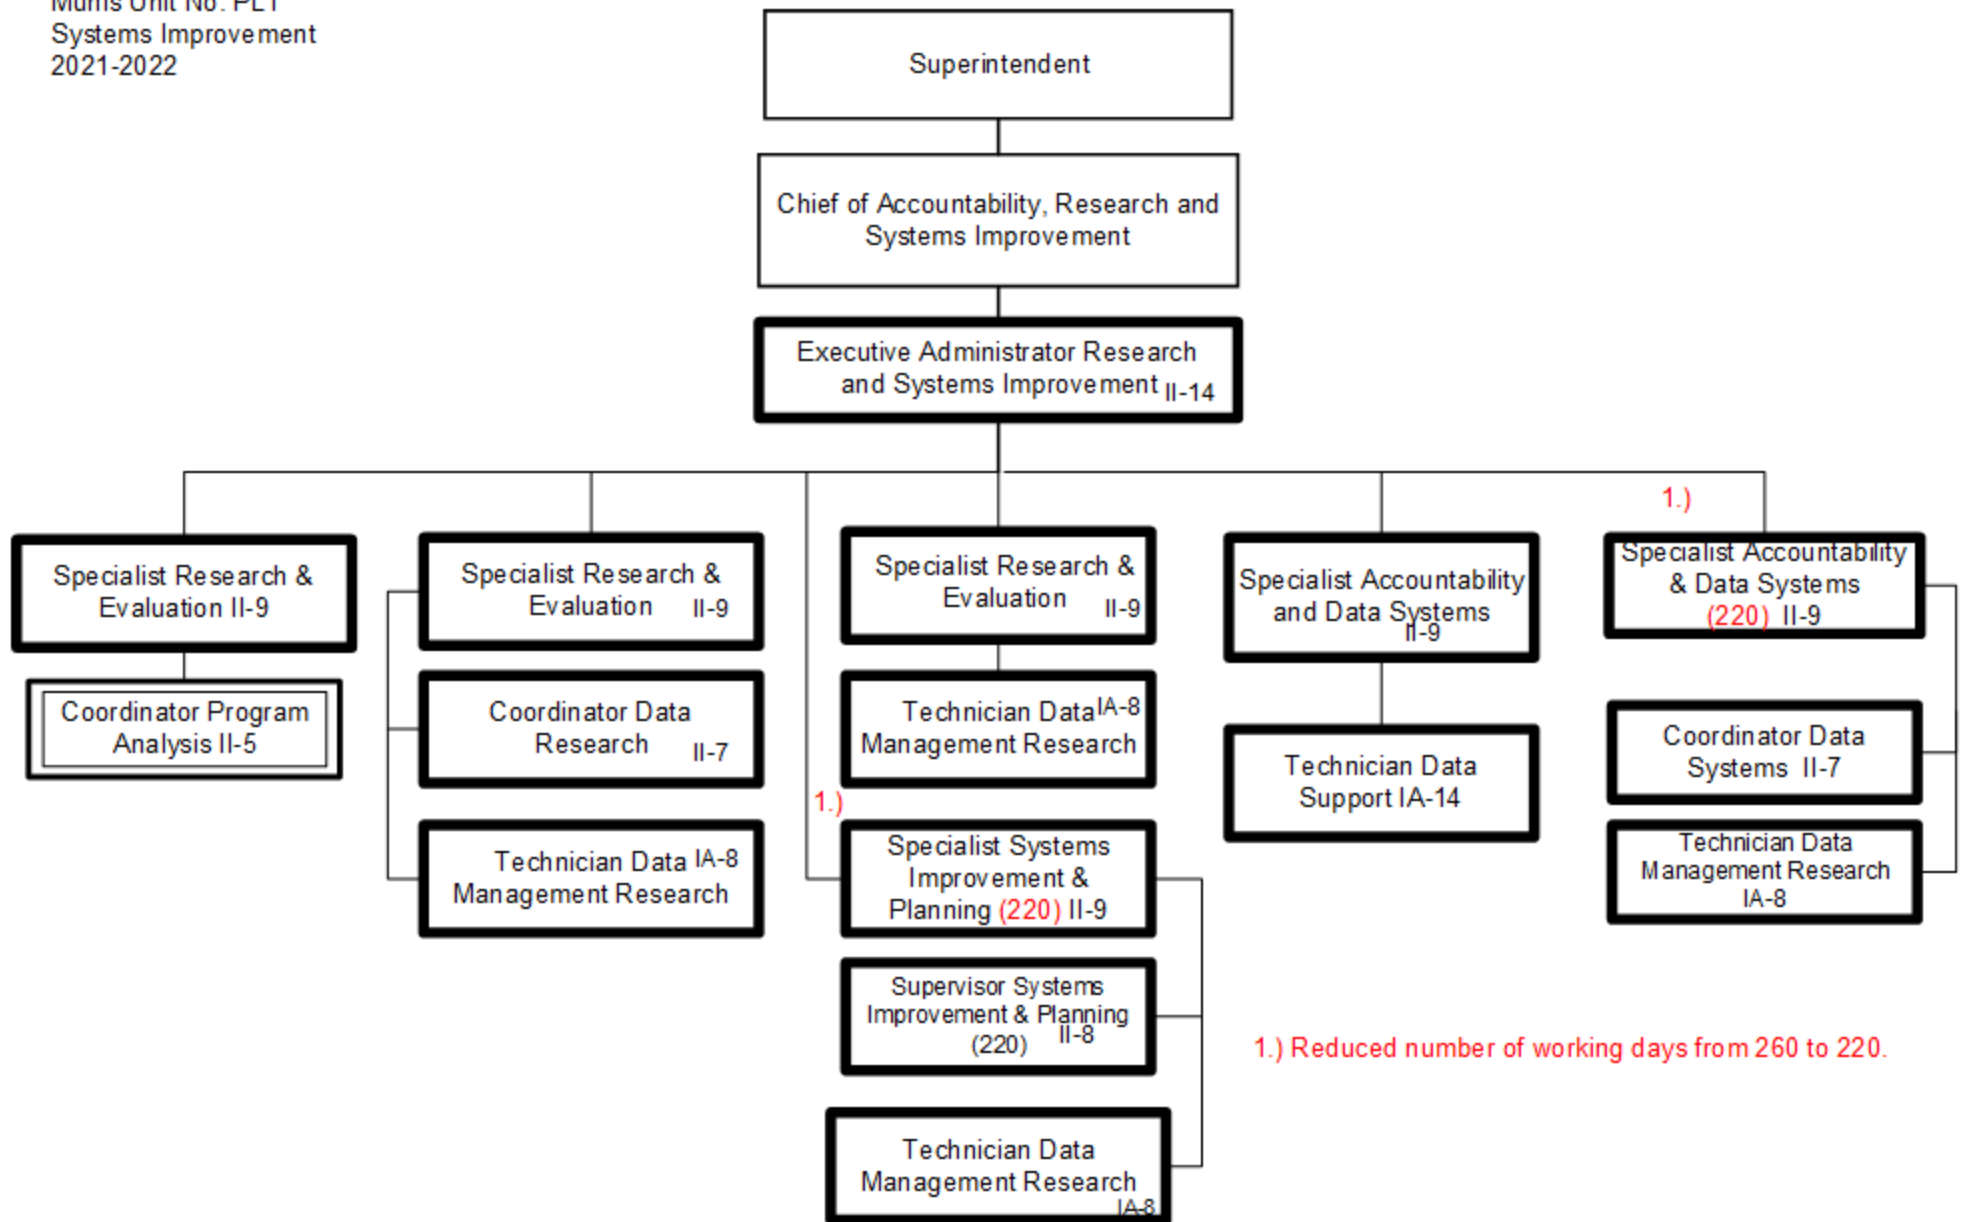 Systems Improvement
2021-2022
Superintendent
Chief of Accountability, Research and
Systems Improvement
Executive Administrator Research
and Systems Improvement II-14
1.)
Specialist Research &
Evaluation II-9
Coordinator Program
Analysis II-5
Specialist Research &
Evaluation II-9
Coordinator Data
Research II-7
Technician Data IA-8
Management Research
Specialist Research &
Evaluation II-9
Technician Data IA-8
Management Research
1.)
Specialist Systems
Improvement &
Planning (220) II-9
Supervisor Systems
Improvement & Planning
(220) II-8
Technician Data
Management Research
IA-8
Specialist Accountability
and Data Systems
II-9
Technician Data
Support IA-14
Specialist Accountability
& Data Systems
(220) II-9
Coordinator Data
Systems II-7
Technician Data
Management Research
IA-8
1.) Reduced number of working days from 260 to 220.